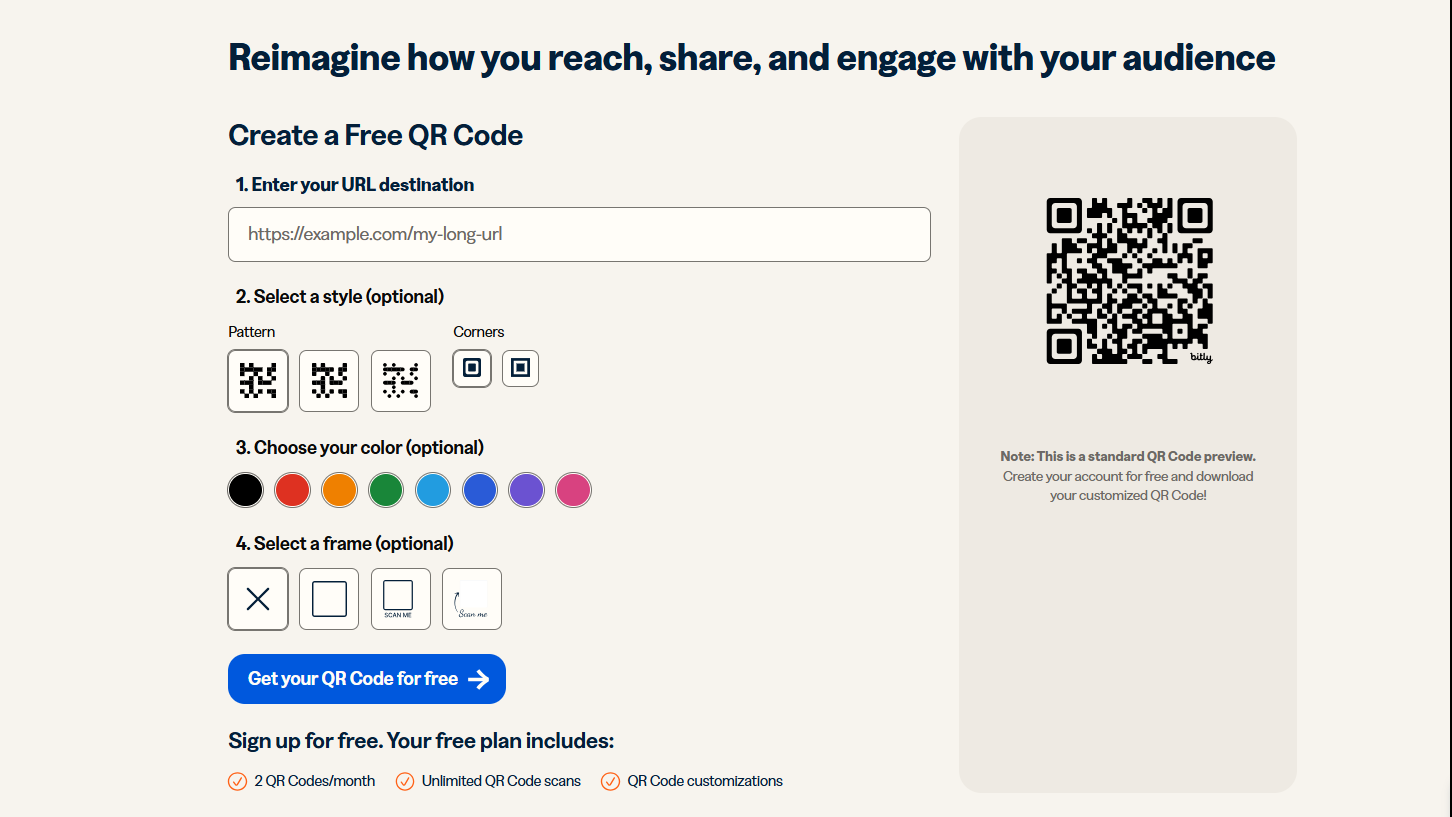 Reimagine how you reach, share, and engage with your audience
Create a Free QR Code
1. Enter your URL destination
https://example.com/my-long-url
2. Select a style (optional)
Pattern
Corners
3. Choose your color (optional)
4. Select a frame (optional)
SCAN ME
Scan me
Get your QR Code for free
Sign up for free. Your free plan includes:
2 QR Codes/month
Unlimited QR Code scans
QR Code customizations
bitly
Note: This is a standard QR Code preview.
Create your account for free and download
your customized QR Code!